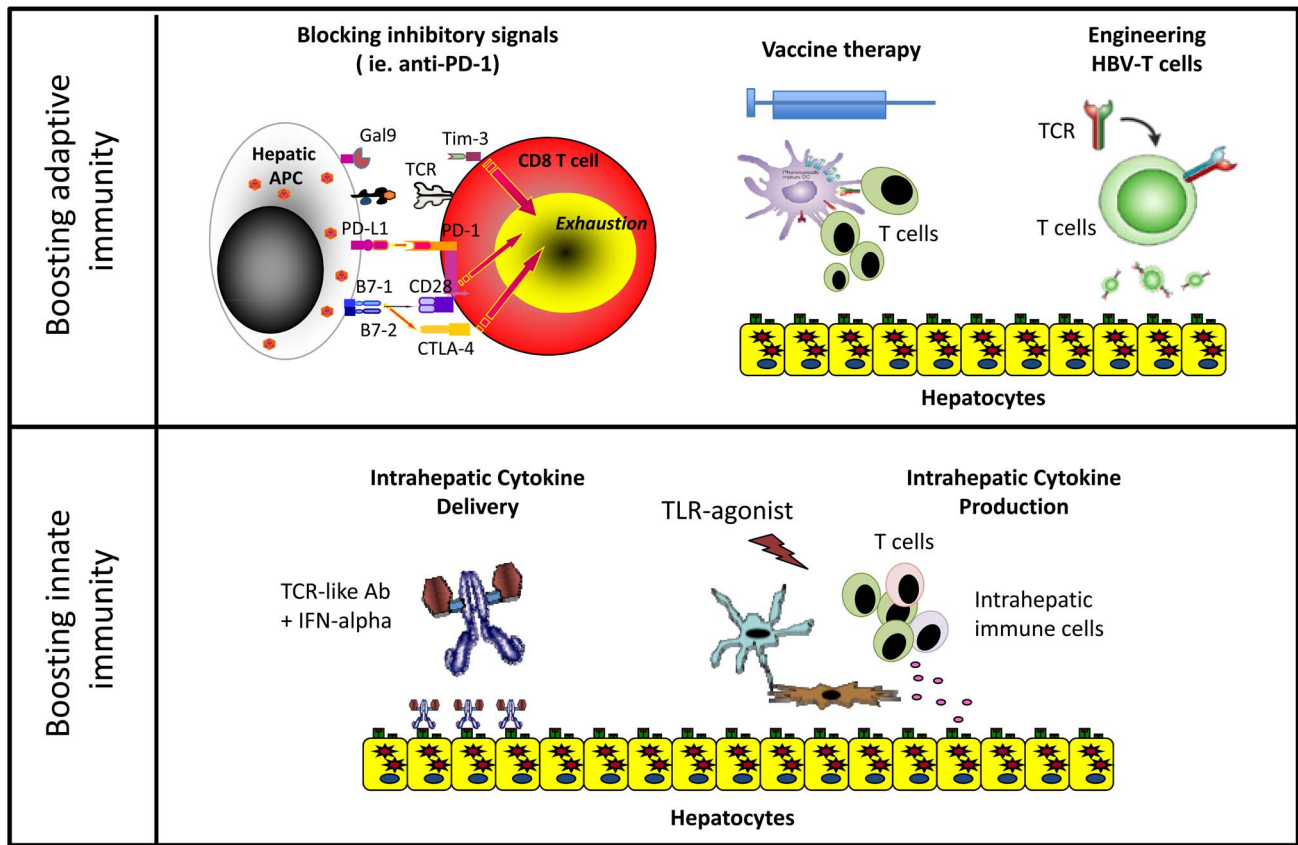 Boosting adaptive
immunity
Blocking inhibitory signals
( ie. anti-PD-1)
Hepatic
APC
Gal9
Tim-3
TCR
CD8 T cell
Exhaustion
PD-L1
PD-1
B7-1
CD28
B7-2
CTLA-4
Vaccine therapy
Phenotypically
mature DC
T cells
Engineering
HBV-T cells
TCR
T cells
Hepatocytes
Boosting innate
immunity
Intrahepatic Cytokine
Delivery
TCR-like Ab
+ IFN-alpha
TLR-agonist
Intrahepatic Cytokine
Production
T cells
Intrahepatic
immune cells
Hepatocytes